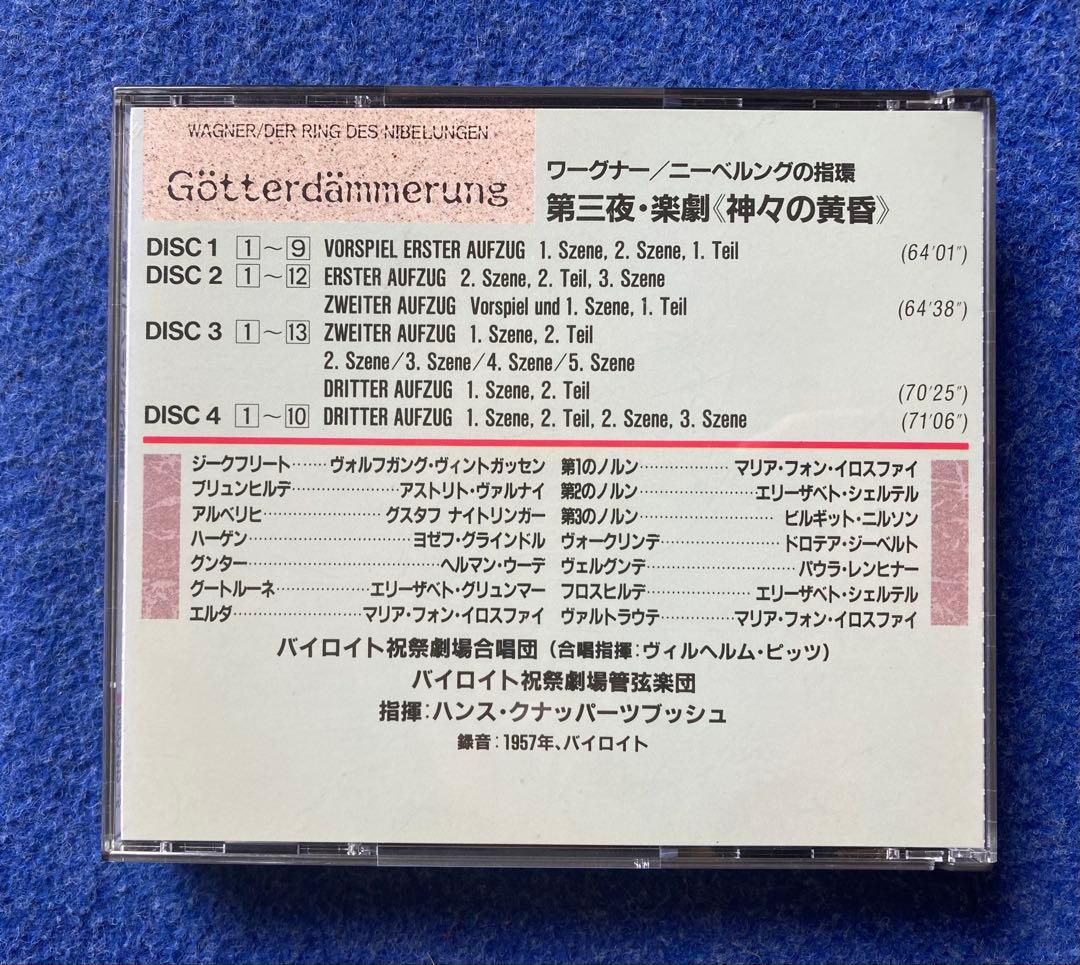 WAGNER/DER RING DES NIBELUNGEN
Götterdämmerung
ワーグナー/ニーベルングの指環
第三夜・楽劇《神々の黄昏》
DISC 1 1～9 VORSPIEL ERSTER AUFZUG 1. Szene, 2. Szene, 1. Teil (64'01")
DISC 2 1～12 ERSTER AUFZUG 2. Szene, 2. Teil, 3. Szene
ZWEITER AUFZUG Vorspiel und 1. Szene, 1. Teil (64'38")
DISC 3 1～13 ZWEITER AUFZUG 1. Szene, 2. Teil
2. Szene/3. Szene/4. Szene/5. Szene
DRITTER AUFZUG 1. Szene, 2. Teil (70'25")
DISC 4 1～10 DRITTER AUFZUG 1. Szene, 2. Teil, 2. Szene, 3. Szene (71'06")
ジークフリート……ヴォルフガング・ヴィントガッセン
ブリュンヒルデ……………アストリト・ヴァルナイ
アルベリヒ……………グスタフ ナイトリンガー
ハーゲン………………ヨゼフ・グラインドル
グンター…………………ヘルマン・ウーデ
グートルーネ…………エリーザベト・グリュンマー
エルダ……………マリア・フォン・イロスファイ
第1のノルン……………マリア・フォン・イロスファイ
第2のノルン………………エリーザベト・シェルテル
第3のノルン…………………ビルギット・ニルソン
ヴォークリンデ………………ドロテア・ジーベルト
ヴェルグンデ…………………パウラ・レンヒナー
フロスヒルデ………………エリーザベト・シェルテル
ヴァルトラウテ…………マリア・フォン・イロスファイ
バイロイト祝祭劇場合唱団（合唱指揮:ヴィルヘルム・ピッツ）
バイロイト祝祭劇場管弦楽団
指揮:ハンス・クナッパーツブッシュ
録音:1957年、バイロイト